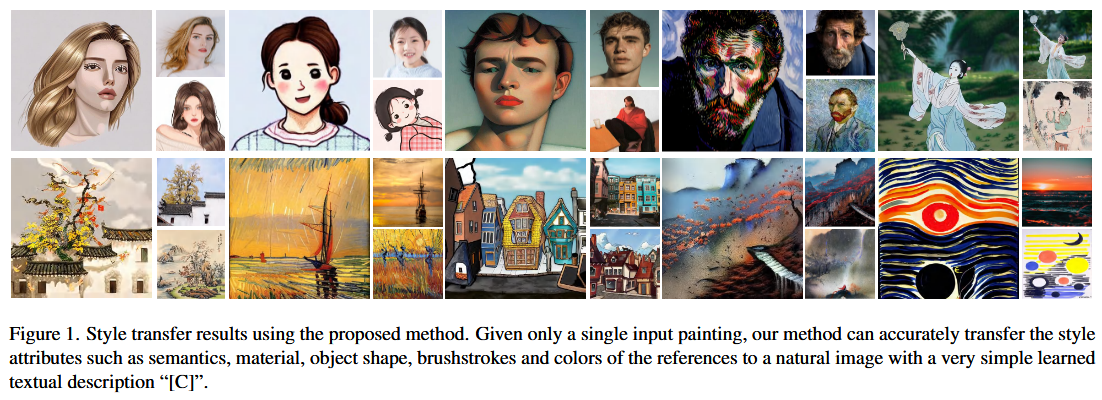 Figure 1. Style transfer results using the proposed method. Given only a single input painting, our method can accurately transfer the style
attributes such as semantics, material, object shape, brushstrokes and colors of the references to a natural image with a very simple learned
textual description “[C]”.